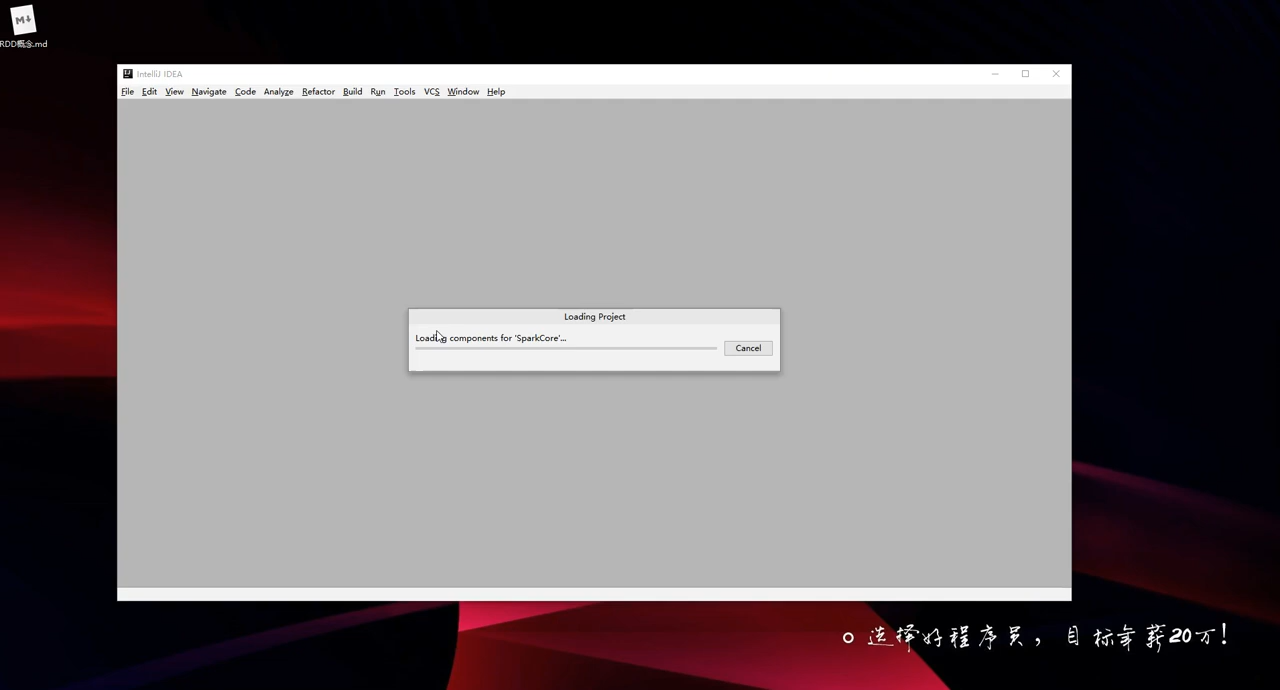 RDD概念.md
IntelliJ IDEA
File Edit View Navigate Code Analyze Refactor Build Run Tools VCS Window Help
Loading Project
Loading components for 'SparkCore'...
Cancel
选择好程序员，目标年薪20万！